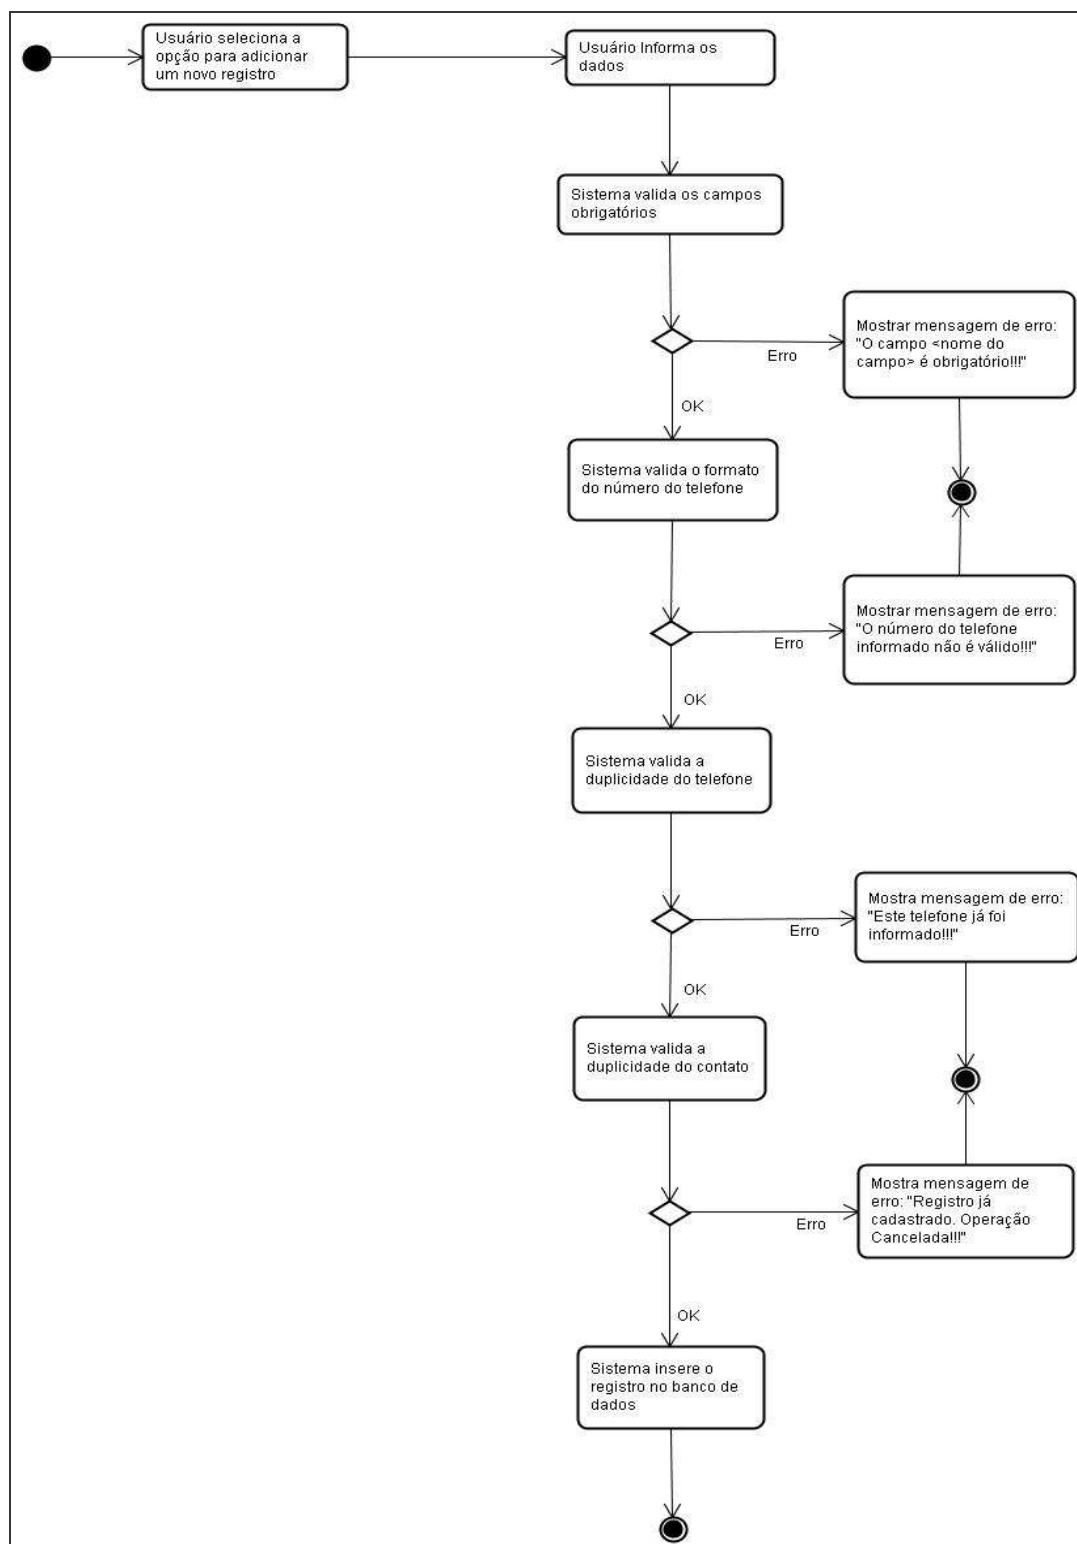 Usuário seleciona a
opção para adicionar
um novo registro
Usuário Informa os
dados
Sistema valida os campos
obrigatórios
Mostrar mensagem de erro:
"O campo <nome do
campo> é obrigatório!!!"
Erro
OK
Sistema valida o formato
do número do telefone
Mostrar mensagem de erro:
"O número do telefone
informado não é válido!!!"
Erro
OK
Sistema valida a
duplicidade do telefone
Mostra mensagem de erro:
"Este telefone já foi
informado!!!"
Erro
OK
Sistema valida a
duplicidade do contato
Mostra mensagem de
erro: "Registro já
cadastrado. Operação
Cancelada!!!"
Erro
OK
Sistema insere o
registro no banco de
dados